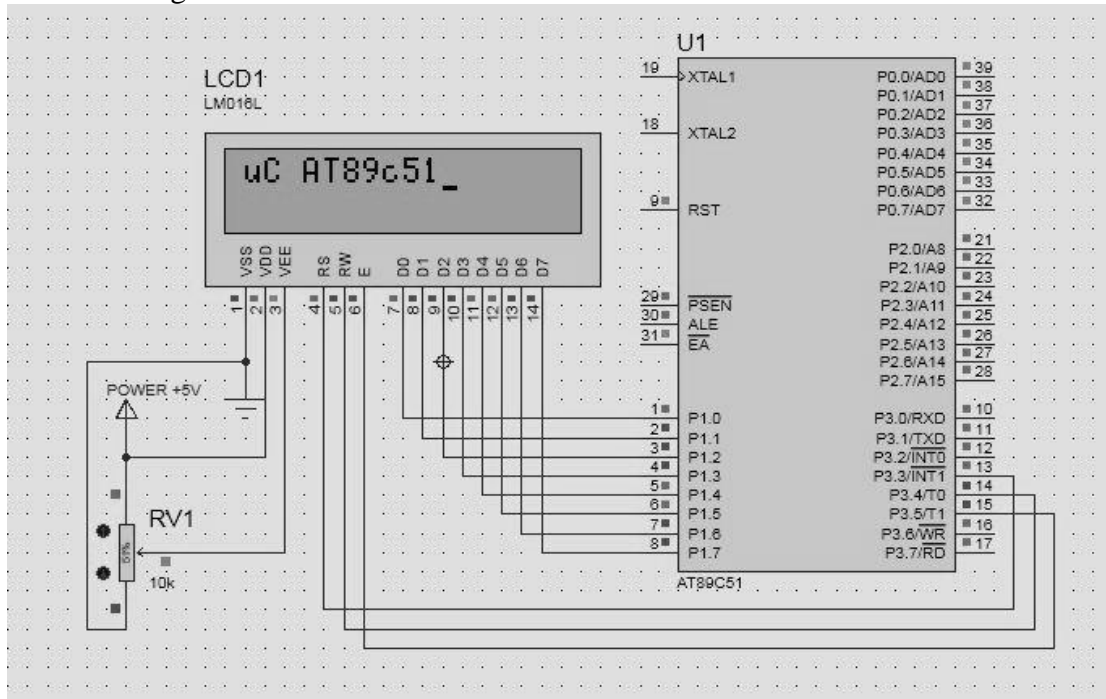 LCD1
LM016L
uC AT89c51_
VSS
VDD
VEE
RS
RW
E
D0
D1
D2
D3
D4
D5
D6
D7
1
2
3
4
5
6
7
8
9
10
11
12
13
14
POWER +5V
RV1
51%
10k
U1
19 XTAL1
18 XTAL2
9 RST
29 PSEN
30 ALE
31 EA
1 P1.0
2 P1.1
3 P1.2
4 P1.3
5 P1.4
6 P1.5
7 P1.6
8 P1.7
P0.0/AD0 39
P0.1/AD1 38
P0.2/AD2 37
P0.3/AD3 36
P0.4/AD4 35
P0.5/AD5 34
P0.6/AD6 33
P0.7/AD7 32
P2.0/A8 21
P2.1/A9 22
P2.2/A10 23
P2.3/A11 24
P2.4/A12 25
P2.5/A13 26
P2.6/A14 27
P2.7/A15 28
P3.0/RXD 10
P3.1/TXD 11
P3.2/INT0 12
P3.3/INT1 13
P3.4/T0 14
P3.5/T1 15
P3.6/WR 16
P3.7/RD 17
AT89C51